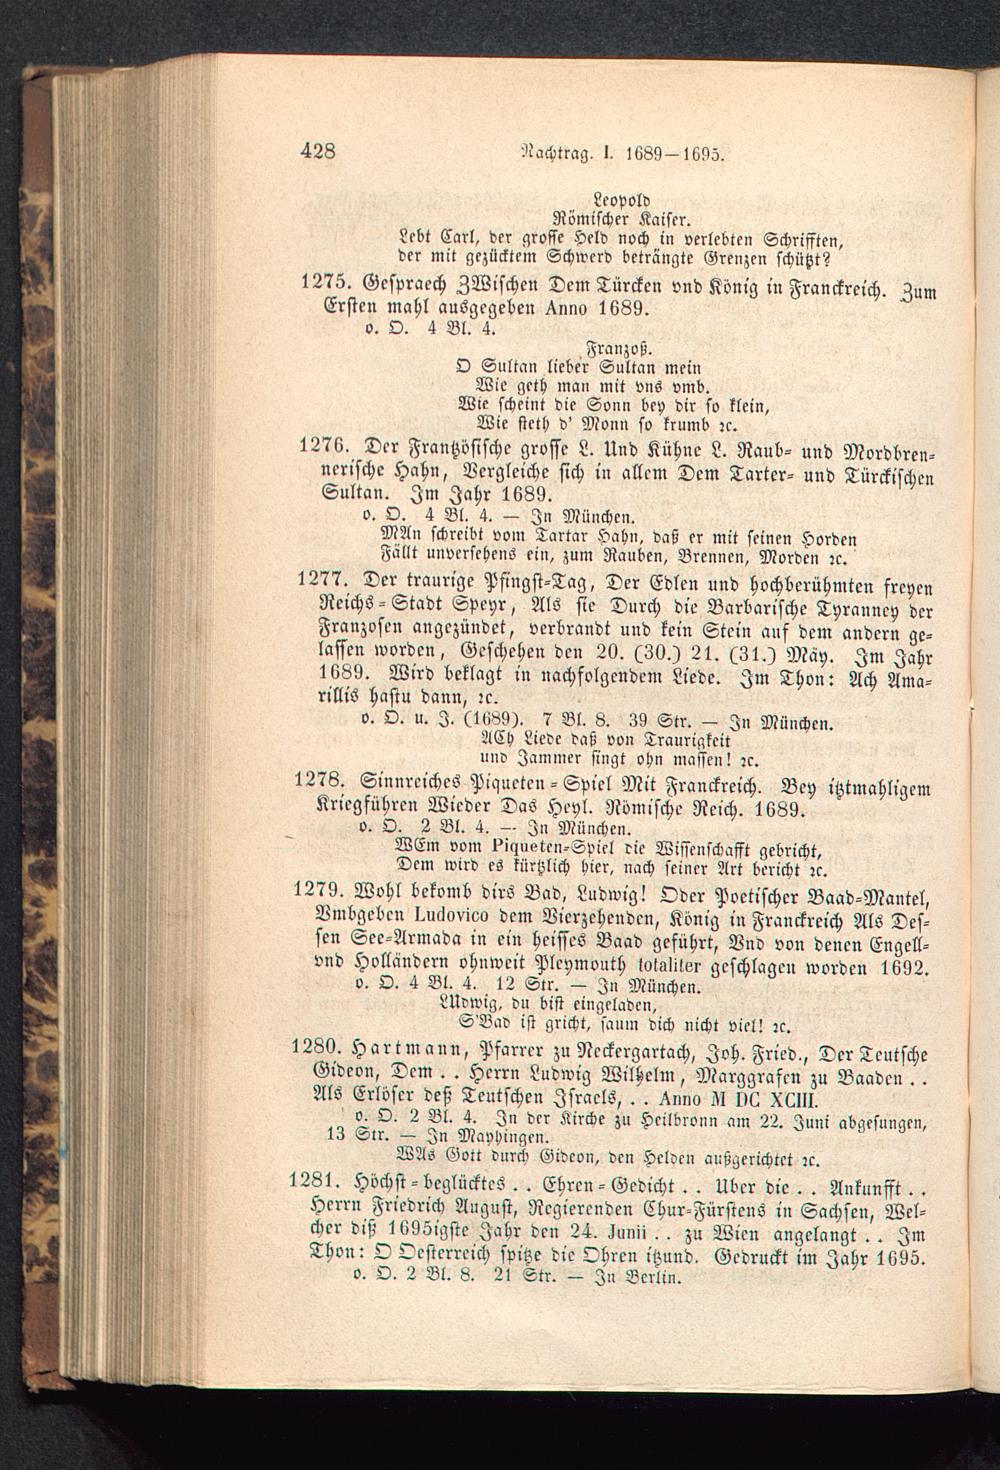 428 Nachtrag. I. 1689—1695.
Leopold
Römischer Kaiser.
Lebt Carl, der grosse Held noch in verlebten Schrifften,
der mit gezücktem Schwerd beträngte Grenzen schützt?
1275. Gespraech ZWischen Dem Türcken vnd König in Franckreich. Zum
Ersten mahl ausgegeben Anno 1689.
o. O. 4 Bl. 4.
Franzoß.
O Sultan lieber Sultan mein
Wie geth man mit vns vmb.
Wie scheint die Sonn bey dir so klein,
Wie steth d' Monn so krumb ꝛc.
1276. Der Frantzösische grosse L. Und Kühne L. Raub- und Mordbren-
nerische Hahn, Vergleiche sich in allem Dem Tarter- und Türckischen
Sultan. Im Jahr 1689.
o. O. 4 Bl. 4. — In München.
MAn schreibt vom Tartar Hahn, daß er mit seinen Horden
Fällt unversehens ein, zum Rauben, Brennen, Morden ꝛc.
1277. Der traurige Pfingst-Tag, Der Edlen und hochberühmten freyen
Reichs-Stadt Speyr, Als sie Durch die Barbarische Tyranney der
Franzosen angezündet, verbrandt und kein Stein auf dem andern ge-
lassen worden, Geschehen den 20. (30.) 21. (31.) Mäy. Im Jahr
1689. Wird beklagt in nachfolgendem Liede. Im Thon: Ach Ama-
rillis hastu dann, ꝛc.
o. O. u. J. (1689). 7 Bl. 8. 39 Str. — In München.
ACh Liede daß von Traurigkeit
und Jammer singt ohn massen! ꝛc.
1278. Sinnreiches Piqueten-Spiel Mit Franckreich. Bey itztmahligem
Kriegführen Wieder Das Heyl. Römische Reich. 1689.
o. O. 2 Bl. 4. — In München.
WEm vom Piqueten-Spiel die Wissenschafft gebricht,
Dem wird es kürtzlich hier, nach seiner Art bericht ꝛc.
1279. Wohl bekomb dirs Bad, Ludwig! Oder Poetischer Baad-Mantel,
Vmbgeben Ludovico dem Vierzehenden, König in Franckreich Als Des-
sen See-Armada in ein heisses Baad geführt, Vnd von denen Engell-
vnd Holländern ohnweit Pleymouth totaliter geschlagen worden 1692.
o. O. 4 Bl. 4. 12 Str. — In München.
LUdwig, du bist eingeladen,
S'Bad ist gricht, saum dich nicht viel! ꝛc.
1280. Hartmann, Pfarrer zu Neckergartach, Joh. Fried., Der Teutsche
Gideon, Dem . . Herrn Ludwig Wilhelm, Marggrafen zu Baaden . .
Als Erlöser deß Teutschen Israels, . . Anno M DC XCIII.
o. O. 2 Bl. 4. In der Kirche zu Heilbronn am 22. Juni abgesungen,
13 Str. — In Mayhingen.
WAs Gott durch Gideon, den Helden außgerichtet ꝛc.
1281. Höchst-beglücktes . . Ehren-Gedicht . . Uber die . . Ankunfft . .
Herrn Friedrich August, Regierenden Chur-Fürstens in Sachsen, Wel-
cher diß 1695igste Jahr den 24. Junii . . zu Wien angelangt . . Im
Thon: O Oesterreich spitze die Ohren itzund. Gedruckt im Jahr 1695.
o. O. 2 Bl. 8. 21 Str. — In Berlin.